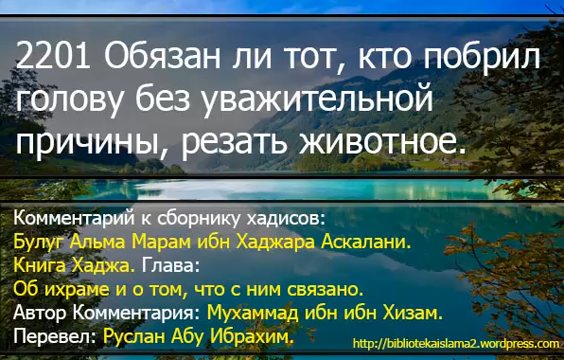 2201 Обязан ли тот, кто побрил
голову без уважительной
причины, резать животное.
Комментарий к сборнику хадисов:
Булуг Альма Марам ибн Хаджара Аскалани.
Книга Хаджа. Глава:
Об ихраме и о том, что с ним связано.
Автор Комментария: Мухаммад ибн ибн Хизам.
Перевел: Руслан Абу Ибрахим.
http://bibliotekaislama2.wordpress.com